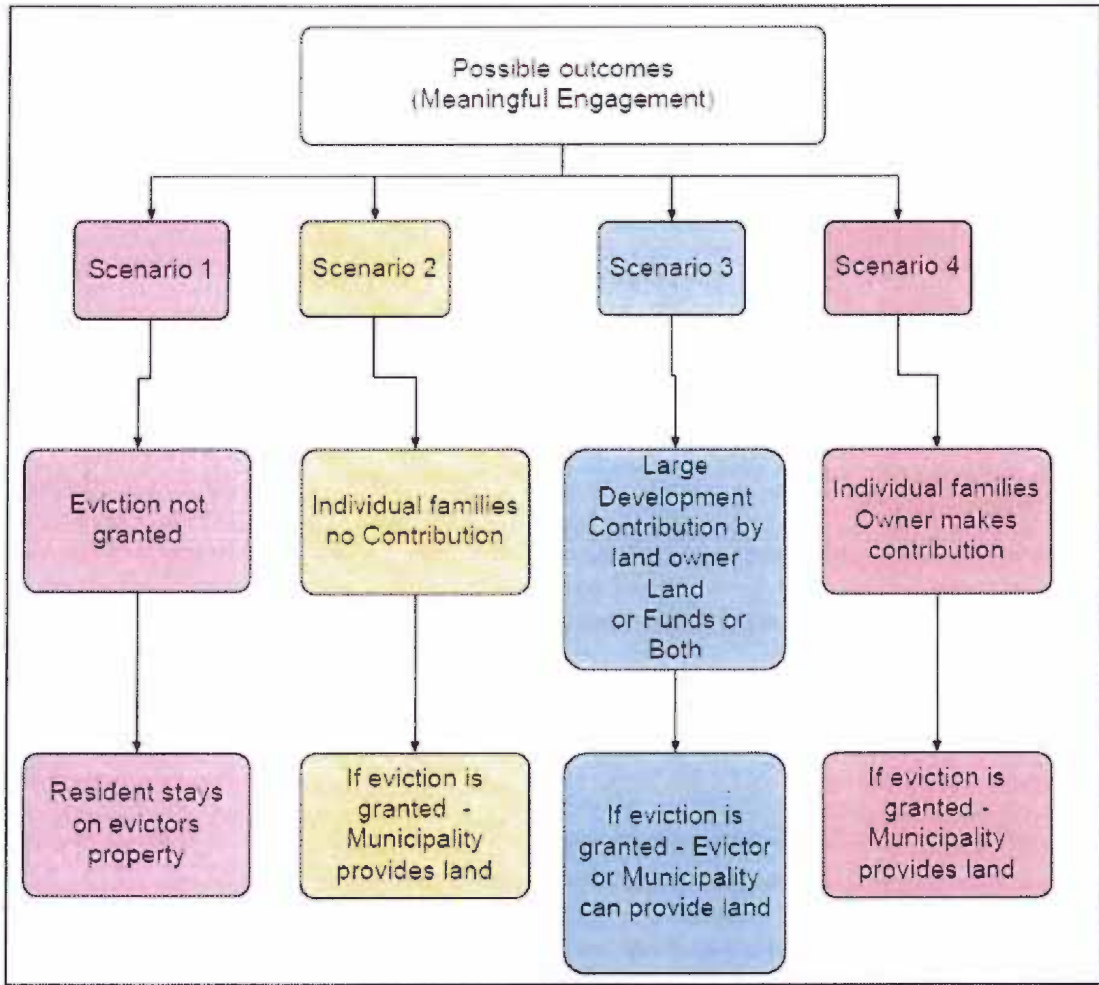 Possible outcomes
(Meaningful Engagement)
Scenario 1
Scenario 2
Scenario 3
Scenario 4
Eviction not
granted
Individual families
no Contribution
Large
Development
Contribution by
land owner
Land
or Funds or
Both
Individual families
Owner makes
contribution
Resident stays
on evictors
property
If eviction is
granted -
Municipality
provides land
If eviction is
granted - Evictor
or Municipality
can provide land
If eviction is
granted -
Municipality
provides land